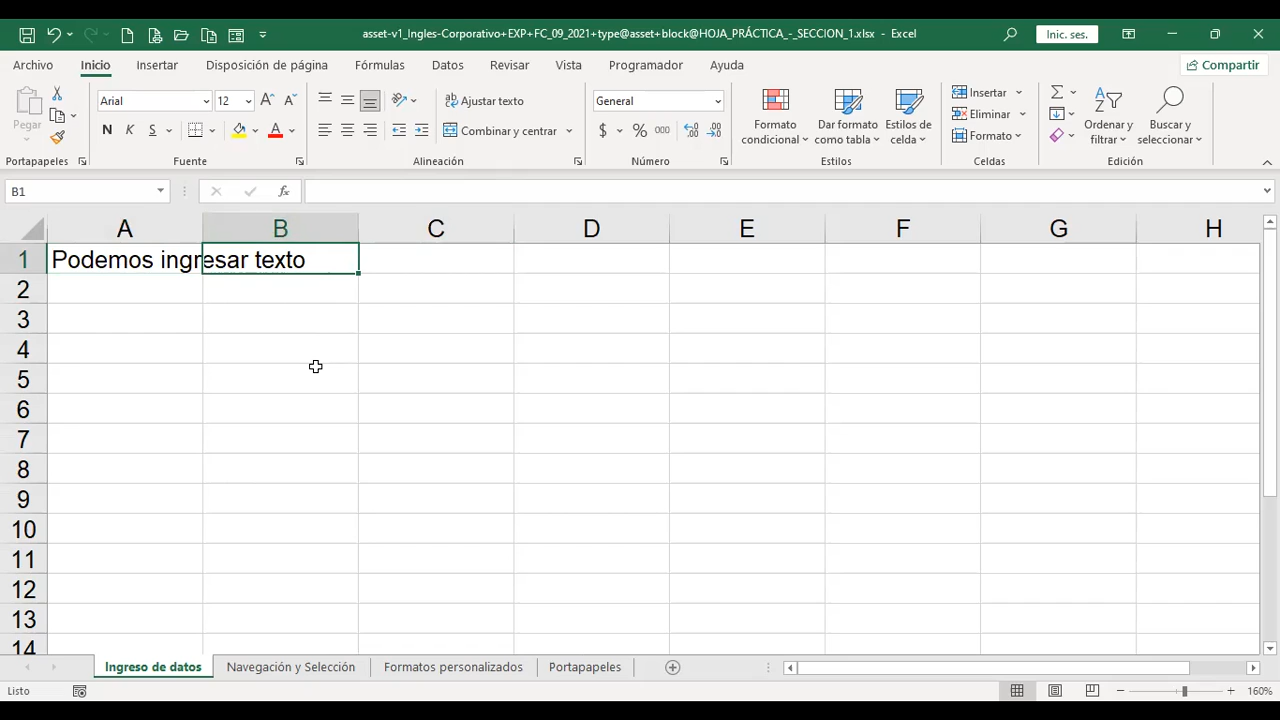 asset-v1_Ingles-Corporativo+EXP+FC_09_2021+type@asset+block@HOJA_PRÁCTICA_-_SECCION_1.xlsx - Excel
Inic. ses.
Archivo Inicio Insertar Disposición de página Fórmulas Datos Revisar Vista Programador Ayuda Compartir
Pegar
Portapapeles
Arial 12
N K S A
Fuente
Ajustar texto
Combinar y centrar
Alineación
General
$ % 000
Número
Formato condicional
Dar formato como tabla
Estilos de celda
Estilos
Insertar
Eliminar
Formato
Celdas
Ordenar y filtrar
Buscar y seleccionar
Edición
B1 fx
A B C D E F G H
1 Podemos ingresar texto
2
3
4
5
6
7
8
9
10
11
12
13
14
Ingreso de datos Navegación y Selección Formatos personalizados Portapapeles
Listo 160%